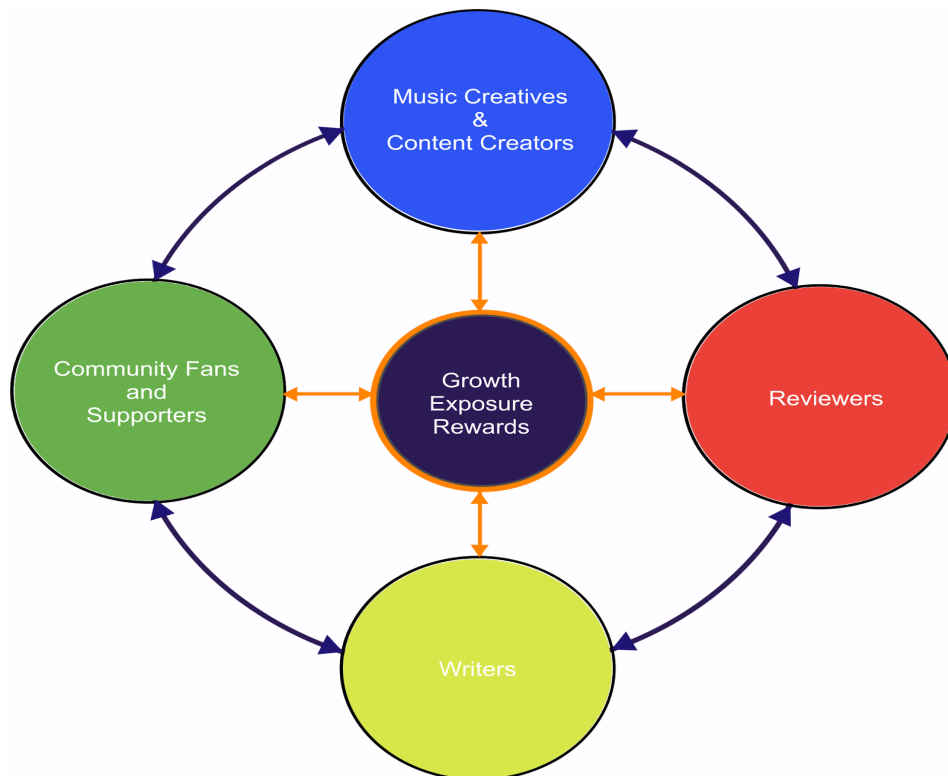 Music Creatives
&
Content Creators
Community Fans
and
Supporters
Growth
Exposure
Rewards
Reviewers
Writers